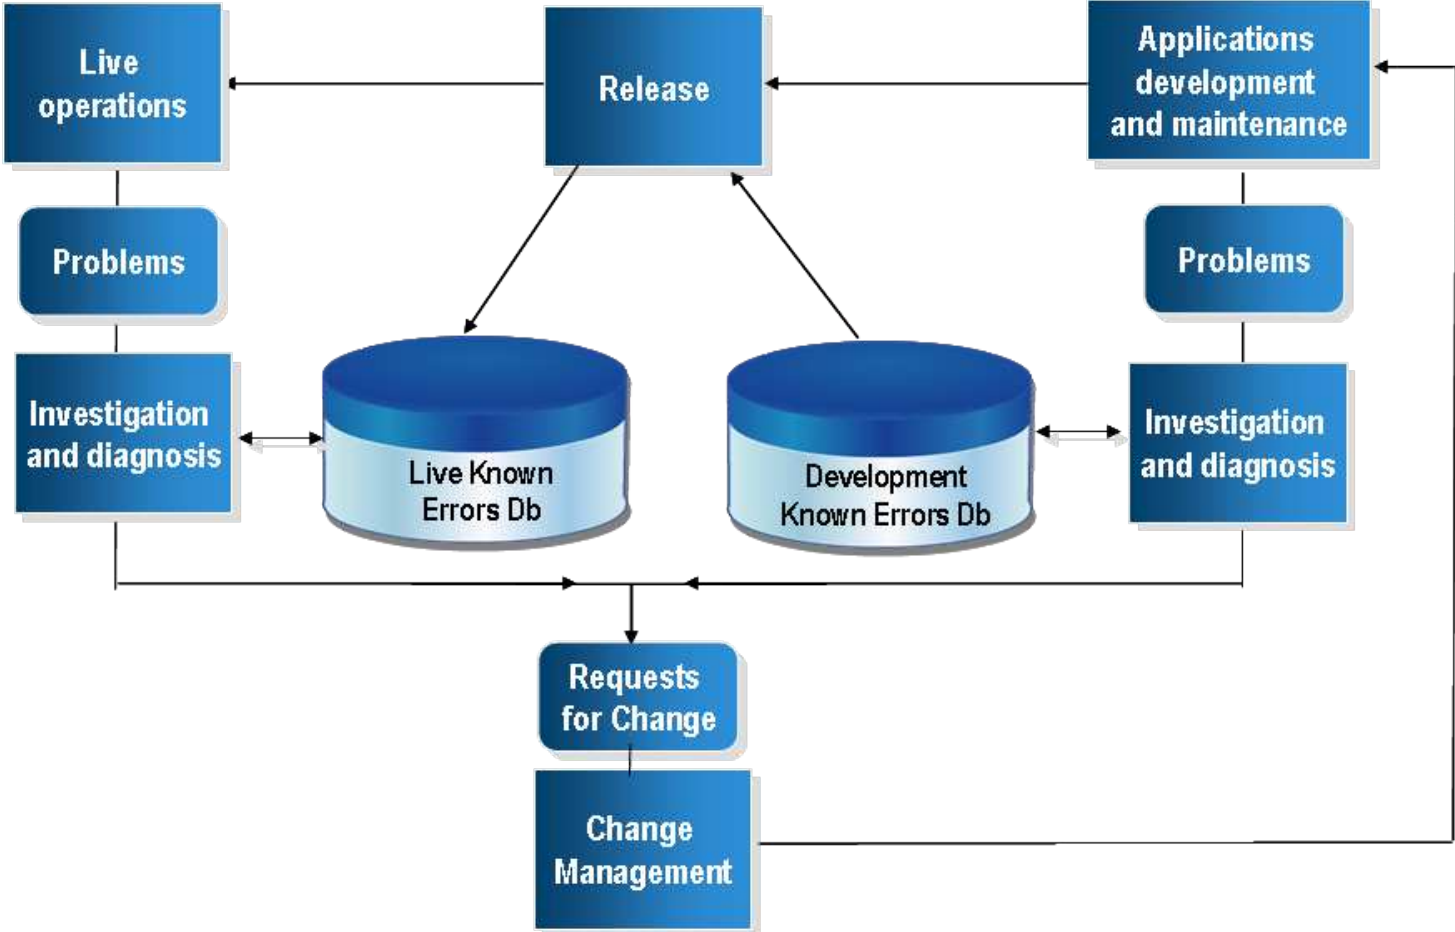 Live
operations
Release
Applications
development
and maintenance
Problems
Problems
Investigation
and diagnosis
Live Known
Errors Db
Development
Known Errors Db
Investigation
and diagnosis
Requests
for Change
Change
Management